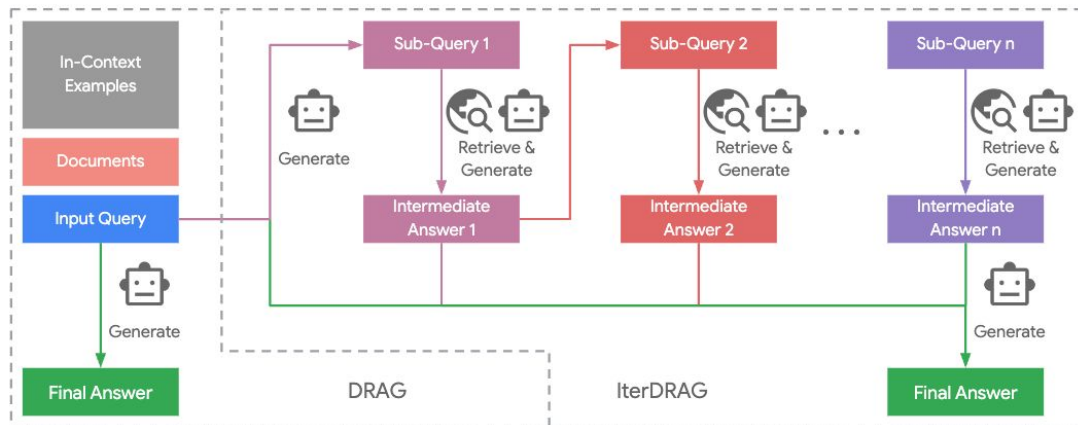 In-Context
Examples
Documents
Input Query
Generate
Final Answer
Generate
Sub-Query 1
Retrieve &
Generate
Intermediate
Answer 1
Sub-Query 2
Retrieve &
Generate
Intermediate
Answer 2
...
Sub-Query n
Retrieve &
Generate
Intermediate
Answer n
Generate
Final Answer
DRAG
IterDRAG